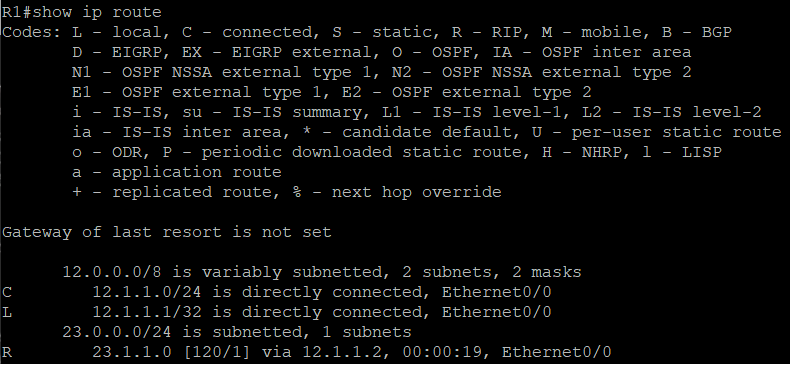 R1#show ip route
Codes: L - local, C - connected, S - static, R - RIP, M - mobile, B - BGP
D - EIGRP, EX - EIGRP external, O - OSPF, IA - OSPF inter area
N1 - OSPF NSSA external type 1, N2 - OSPF NSSA external type 2
E1 - OSPF external type 1, E2 - OSPF external type 2
i - IS-IS, su - IS-IS summary, L1 - IS-IS level-1, L2 - IS-IS level-2
ia - IS-IS inter area, * - candidate default, U - per-user static route
o - ODR, P - periodic downloaded static route, H - NHRP, l - LISP
a - application route
+ - replicated route, % - next hop override
Gateway of last resort is not set
12.0.0.0/8 is variably subnetted, 2 subnets, 2 masks
C 12.1.1.0/24 is directly connected, Ethernet0/0
L 12.1.1.1/32 is directly connected, Ethernet0/0
23.0.0.0/24 is subnetted, 1 subnets
R 23.1.1.0 [120/1] via 12.1.1.2, 00:00:19, Ethernet0/0